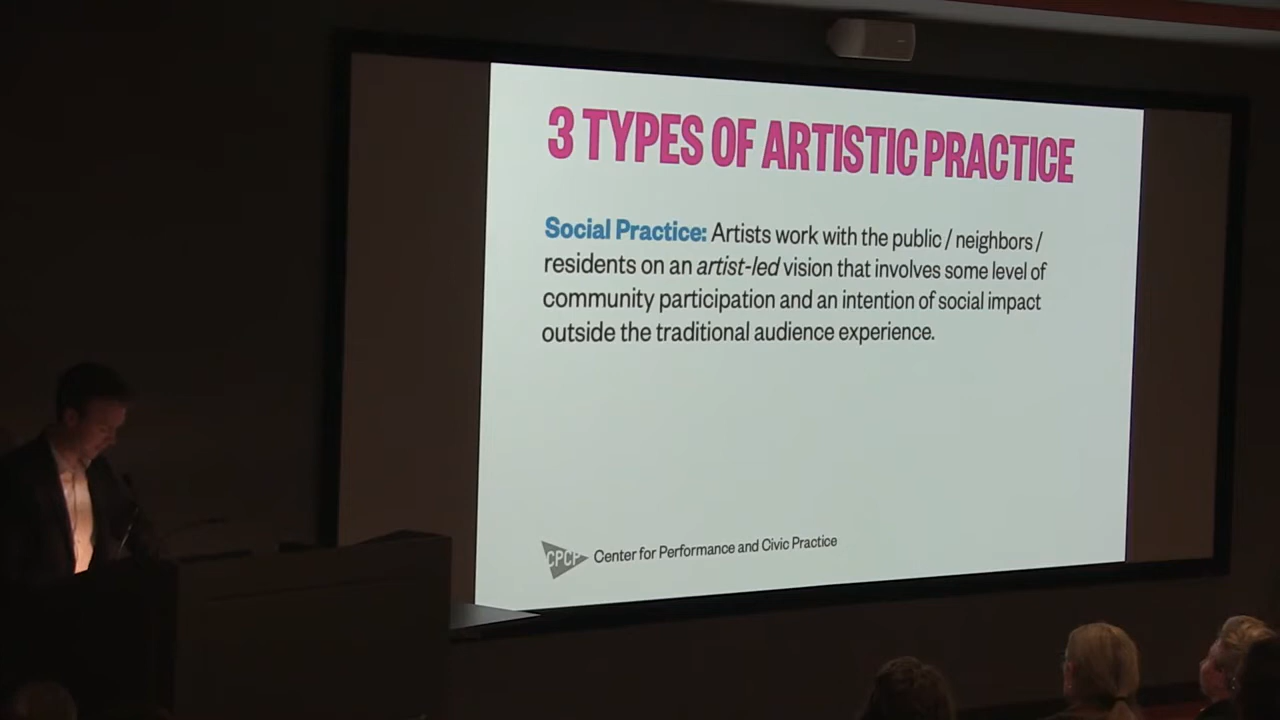 3 TYPES OF ARTISTIC PRACTICE
Social Practice: Artists work with the public / neighbors /
residents on an artist-led vision that involves some level of
community participation and an intention of social impact
outside the traditional audience experience.
CPCP Center for Performance and Civic Practice